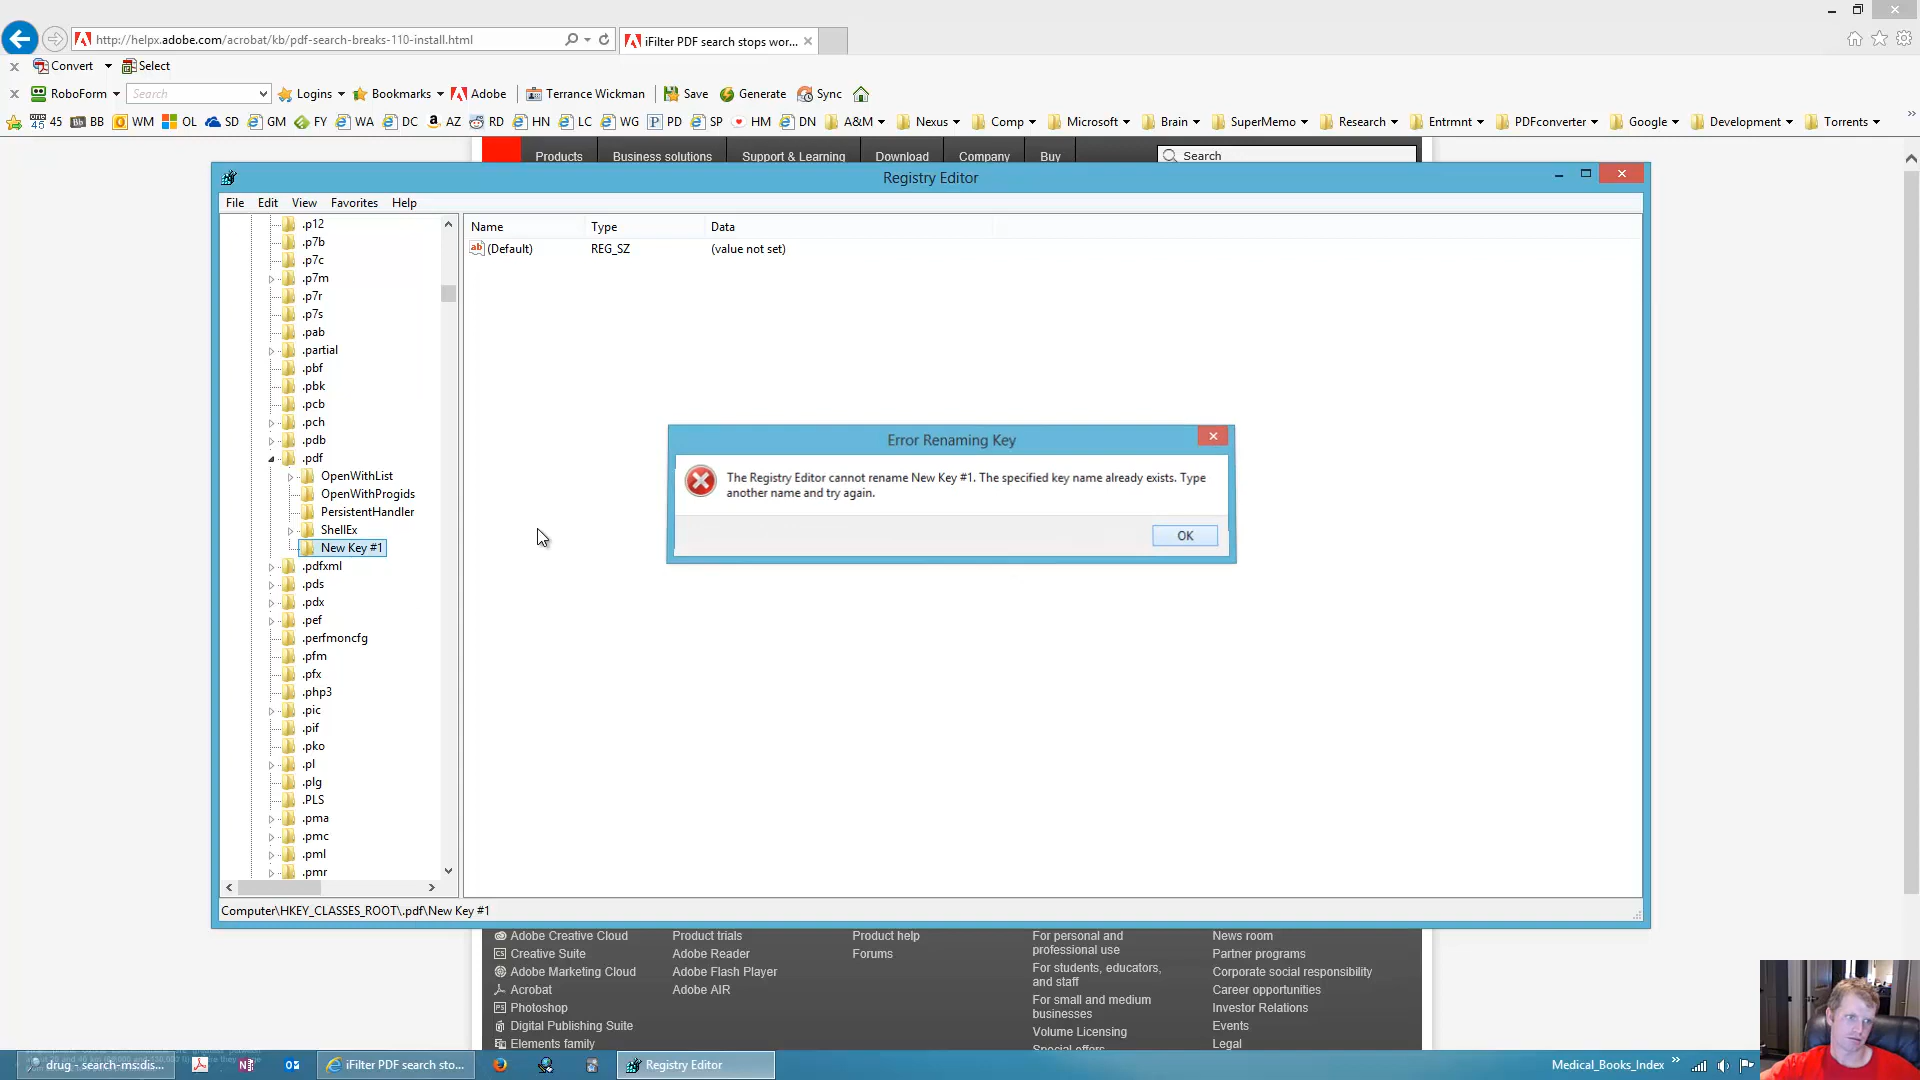 http://helpx.adobe.com/acrobat/kb/pdf-search-breaks-110-install.html
iFilter PDF search stops wor...
Convert
Select
RoboForm
Search
Logins
Bookmarks
Adobe
Terrance Wickman
Save
Generate
Sync
45
BB
WM
OL
SD
GM
FY
WA
DC
AZ
RD
HN
LC
WG
PD
SP
HM
DN
A&M
Nexus
Comp
Microsoft
Brain
SuperMemo
Research
Entrmnt
PDFconverter
Google
Development
Torrents
Products
Business solutions
Support & Learning
Download
Company
Buy
Search
Registry Editor
File
Edit
View
Favorites
Help
.p12
.p7b
.p7c
.p7m
.p7r
.p7s
.pab
.partial
.pbf
.pbk
.pcb
.pch
.pdb
.pdf
OpenWithList
OpenWithProgids
PersistentHandler
ShellEx
New Key #1
.pdfxml
.pds
.pdx
.pef
.perfmoncfg
.pfm
.pfx
.php3
.pic
.pif
.pko
.pl
.plg
.PLS
.pma
.pmc
.pml
.pmr
Name
Type
Data
(Default)
REG_SZ
(value not set)
Error Renaming Key
The Registry Editor cannot rename New Key #1. The specified key name already exists. Type
another name and try again.
OK
Computer\HKEY_CLASSES_ROOT\.pdf\New Key #1
Adobe Creative Cloud
Creative Suite
Adobe Marketing Cloud
Acrobat
Photoshop
Digital Publishing Suite
Elements family
Product trials
Adobe Reader
Adobe Flash Player
Adobe AIR
Product help
Forums
For personal and
professional use
For students, educators,
and staff
For small and medium
businesses
Volume Licensing
Special offers
News room
Partner programs
Corporate social responsibility
Career opportunities
Investor Relations
Events
Legal
drug - search-ms:dis...
iFilter PDF search sto...
Registry Editor
Medical_Books_Index